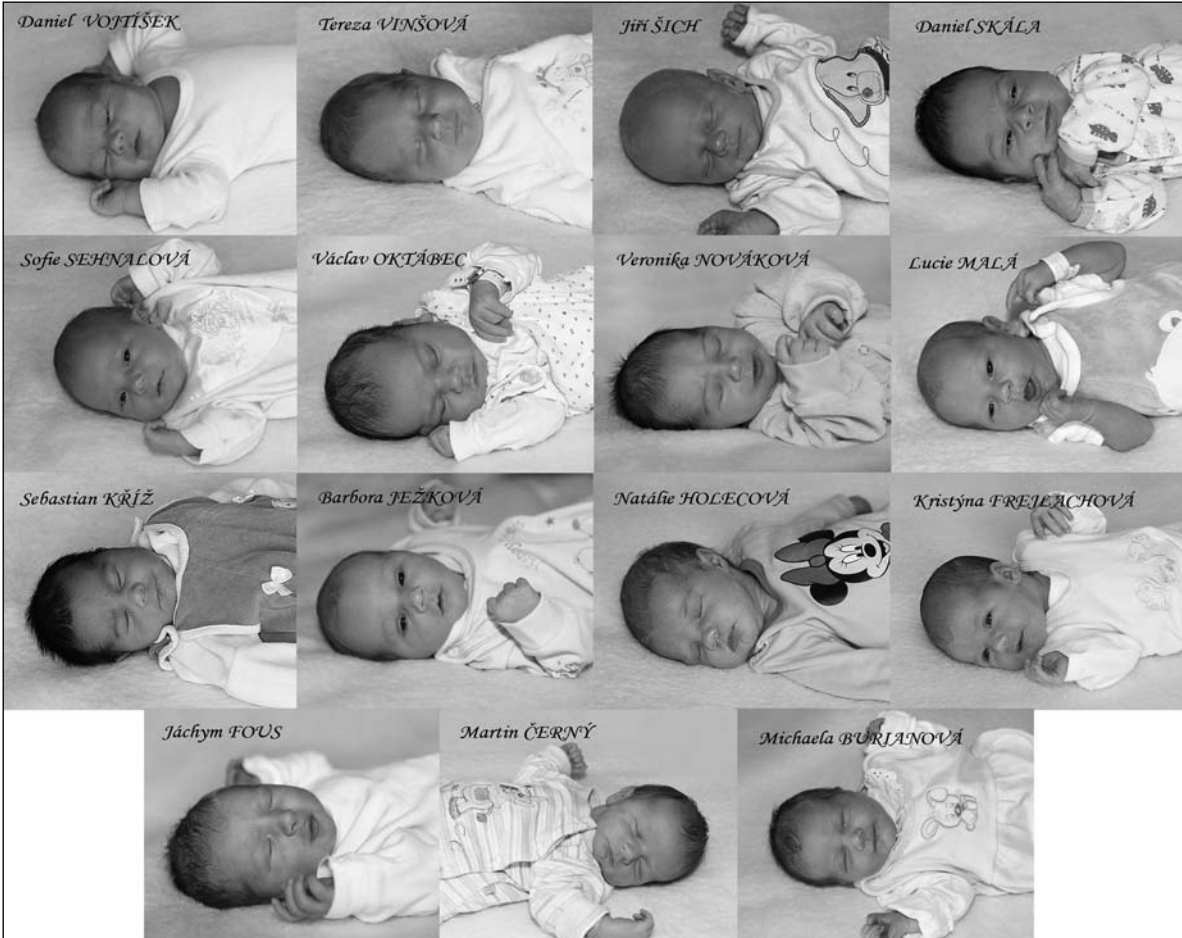 Daniel VOJTÍŠEK
Tereza VINŠOVÁ
Jiří ŠICH
Daniel SKÁLA
Sofie SEHNALOVÁ
Václav OKTÁBEC
Veronika NOVÁKOVÁ
Lucie MALÁ
Sebastian KŘÍŽ
Barbora JEŽKOVÁ
Natálie HOLECOVÁ
Kristýna FREJLACHOVÁ
Jáchym FOUS
Martin ČERNÝ
Michaela BURIANOVÁ